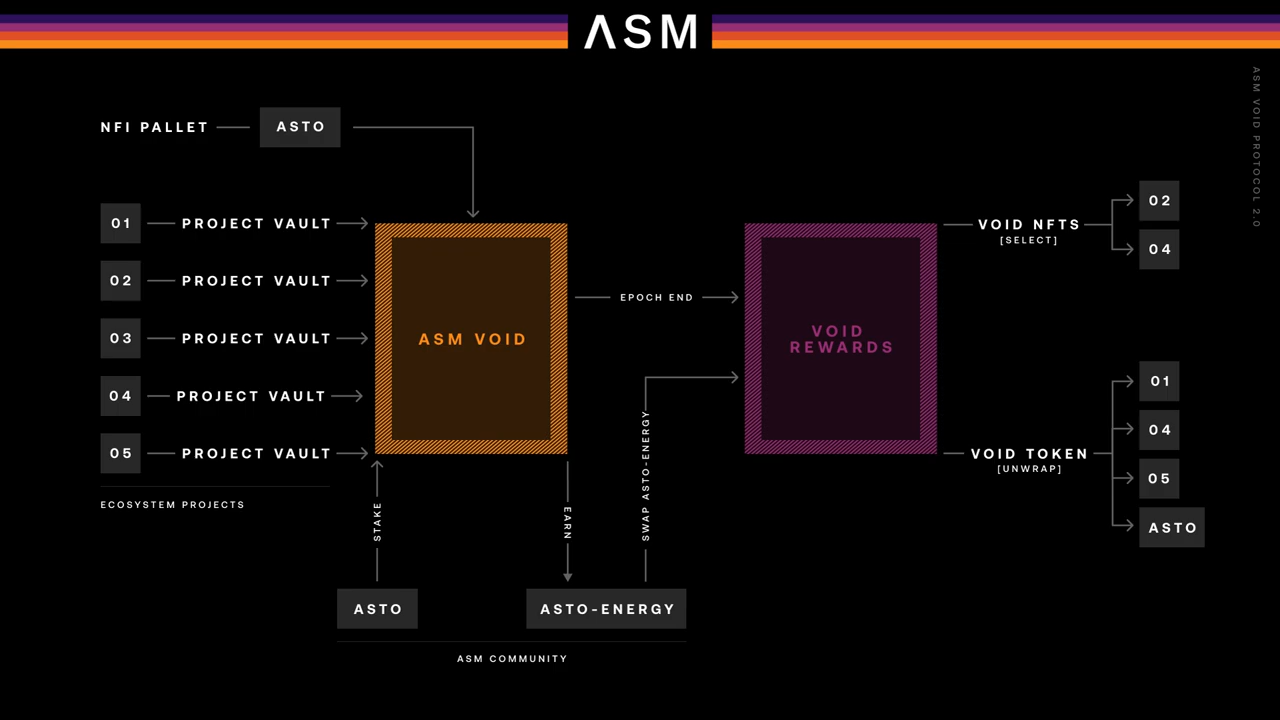 ASM
ASM VOID PROTOCOL 2.0
NFI PALLET
ASTO
01 PROJECT VAULT
02 PROJECT VAULT
03 PROJECT VAULT
04 PROJECT VAULT
05 PROJECT VAULT
ECOSYSTEM PROJECTS
ASM VOID
EPOCH END
VOID
REWARDS
VOID NFTS
[SELECT]
02
04
VOID TOKEN
[UNWRAP]
01
04
05
ASTO
STAKE
EARN
SWAP ASTO-ENERGY
ASTO
ASTO-ENERGY
ASM COMMUNITY